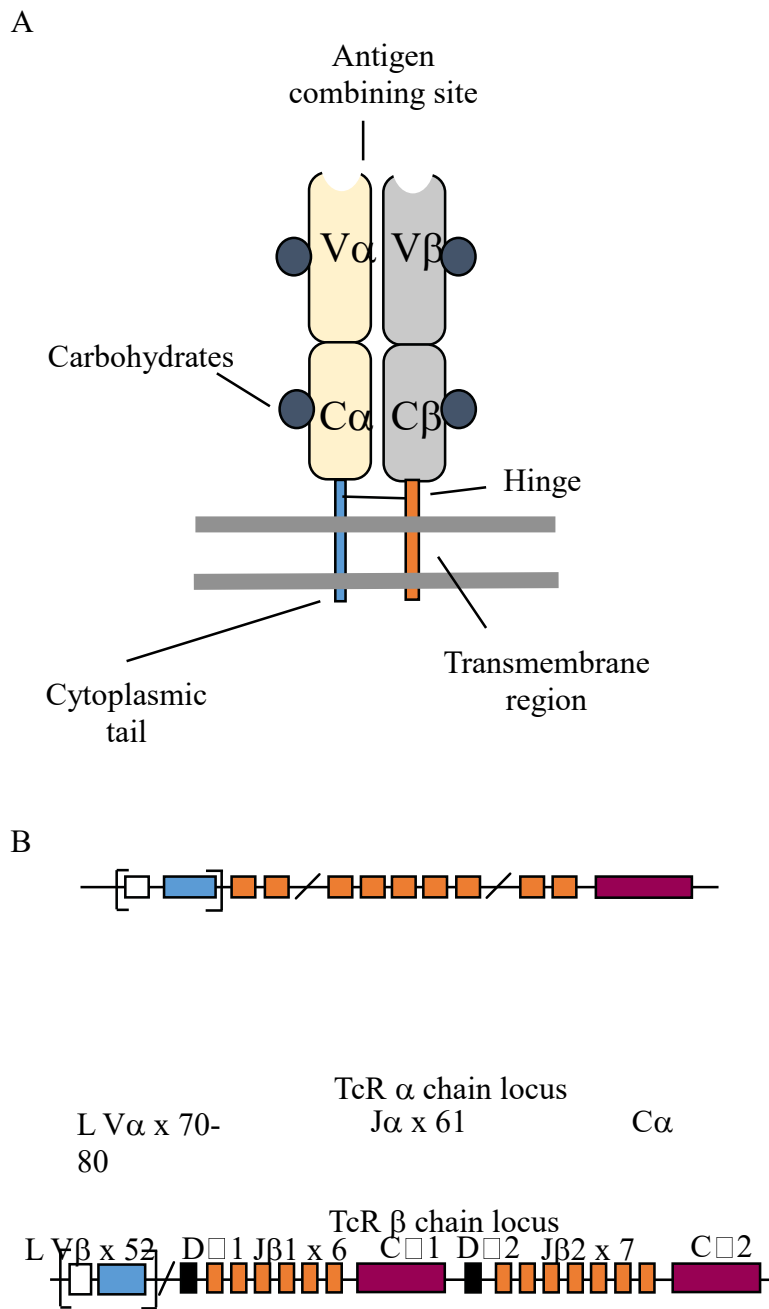 A
Antigen
combining site
Vα Vβ
Carbohydrates
Cα Cβ
Hinge
Transmembrane
region
Cytoplasmic
tail
B
TcR α chain locus
L Vα x 70-
80
Jα x 61
Cα
TcR β chain locus
L Vβ x 52 D□1 Jβ1 x 6 C□1 D□2 Jβ2 x 7 C□2